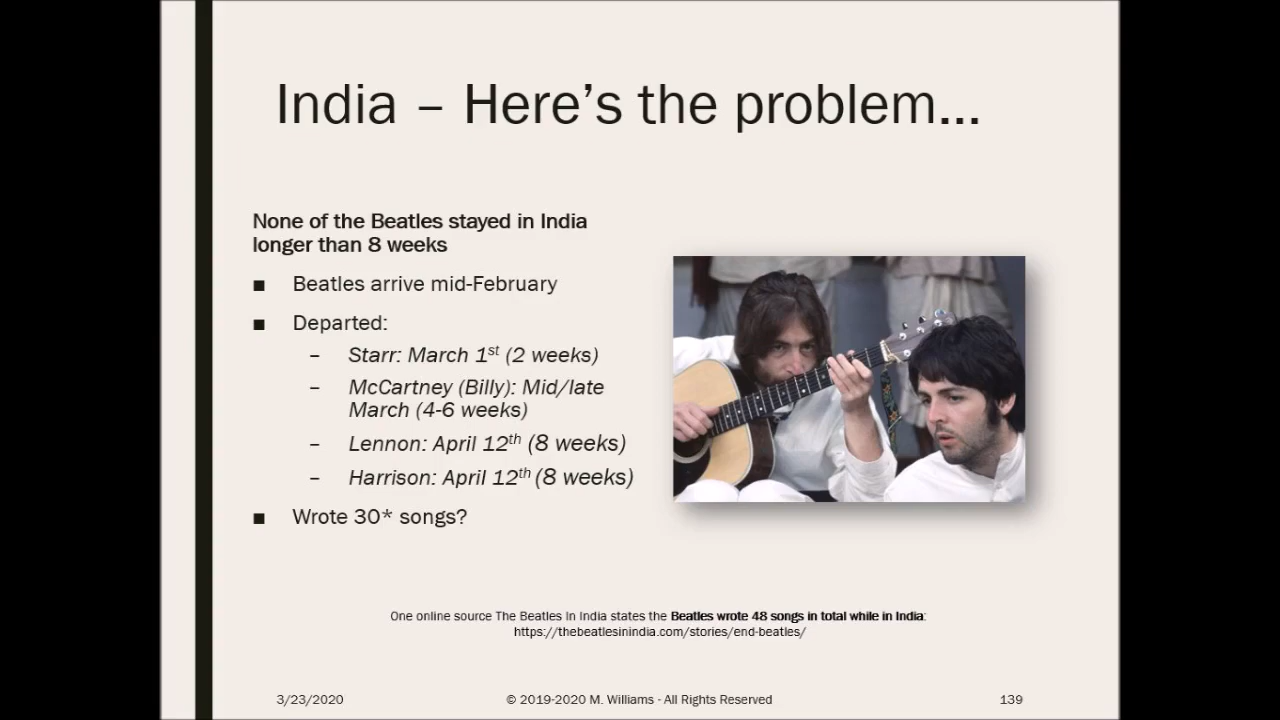 India – Here’s the problem...
None of the Beatles stayed in India
longer than 8 weeks
■ Beatles arrive mid-February
■ Departed:
– Starr: March 1st (2 weeks)
– McCartney (Billy): Mid/late
March (4-6 weeks)
– Lennon: April 12th (8 weeks)
– Harrison: April 12th (8 weeks)
■ Wrote 30* songs?
One online source The Beatles In India states the Beatles wrote 48 songs in total while in India:
https://thebeatlesinindia.com/stories/end-beatles/
3/23/2020 © 2019-2020 M. Williams - All Rights Reserved 139